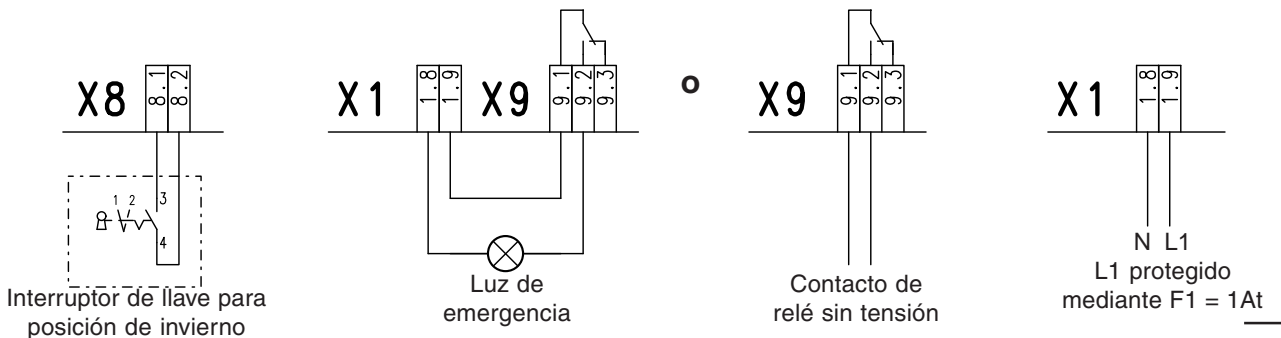 X8
8.1
8.2
1 2
3
4
Interruptor de llave para
posición de invierno
X1
1.8
1.9
X9
9.1
9.2
9.3
Luz de
emergencia
o
X9
9.1
9.2
9.3
Contacto de
relé sin tensión
X1
1.8
1.9
N L1
L1 protegido
mediante F1 = 1At